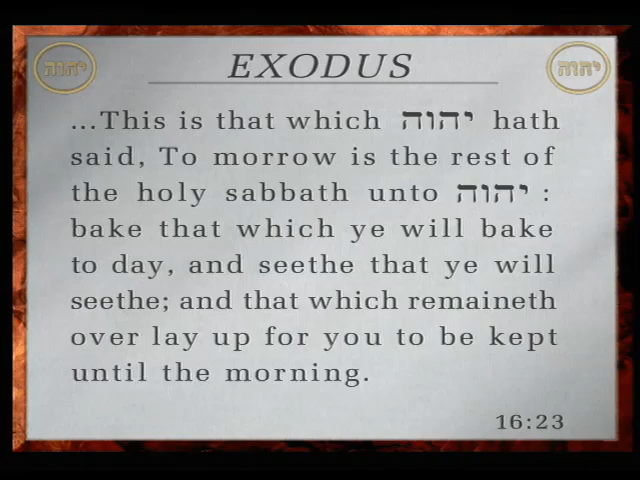 יהוה EXODUS יהוה
...This is that which יהוה hath
said, To morrow is the rest of
the holy sabbath unto יהוה :
bake that which ye will bake
to day, and seethe that ye will
seethe; and that which remaineth
over lay up for you to be kept
until the morning.
16:23